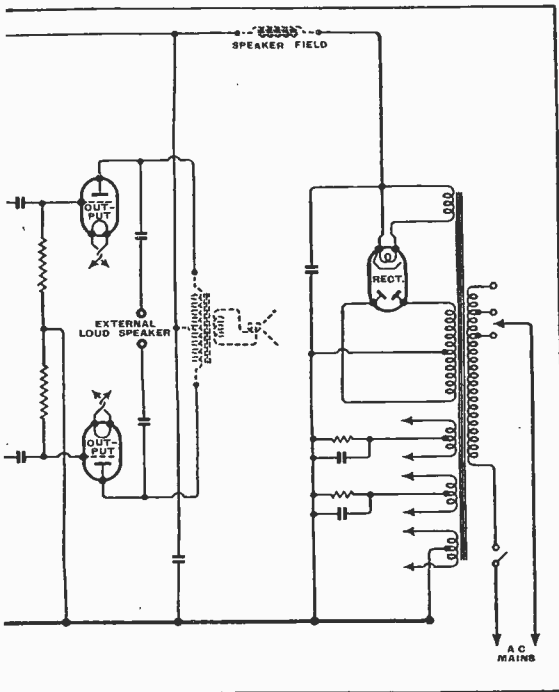 SPEAKER FIELD
OUT-
PUT
RECT.
EXTERNAL
LOUD SPEAKER
OUT-
PUT
A C
MAINS